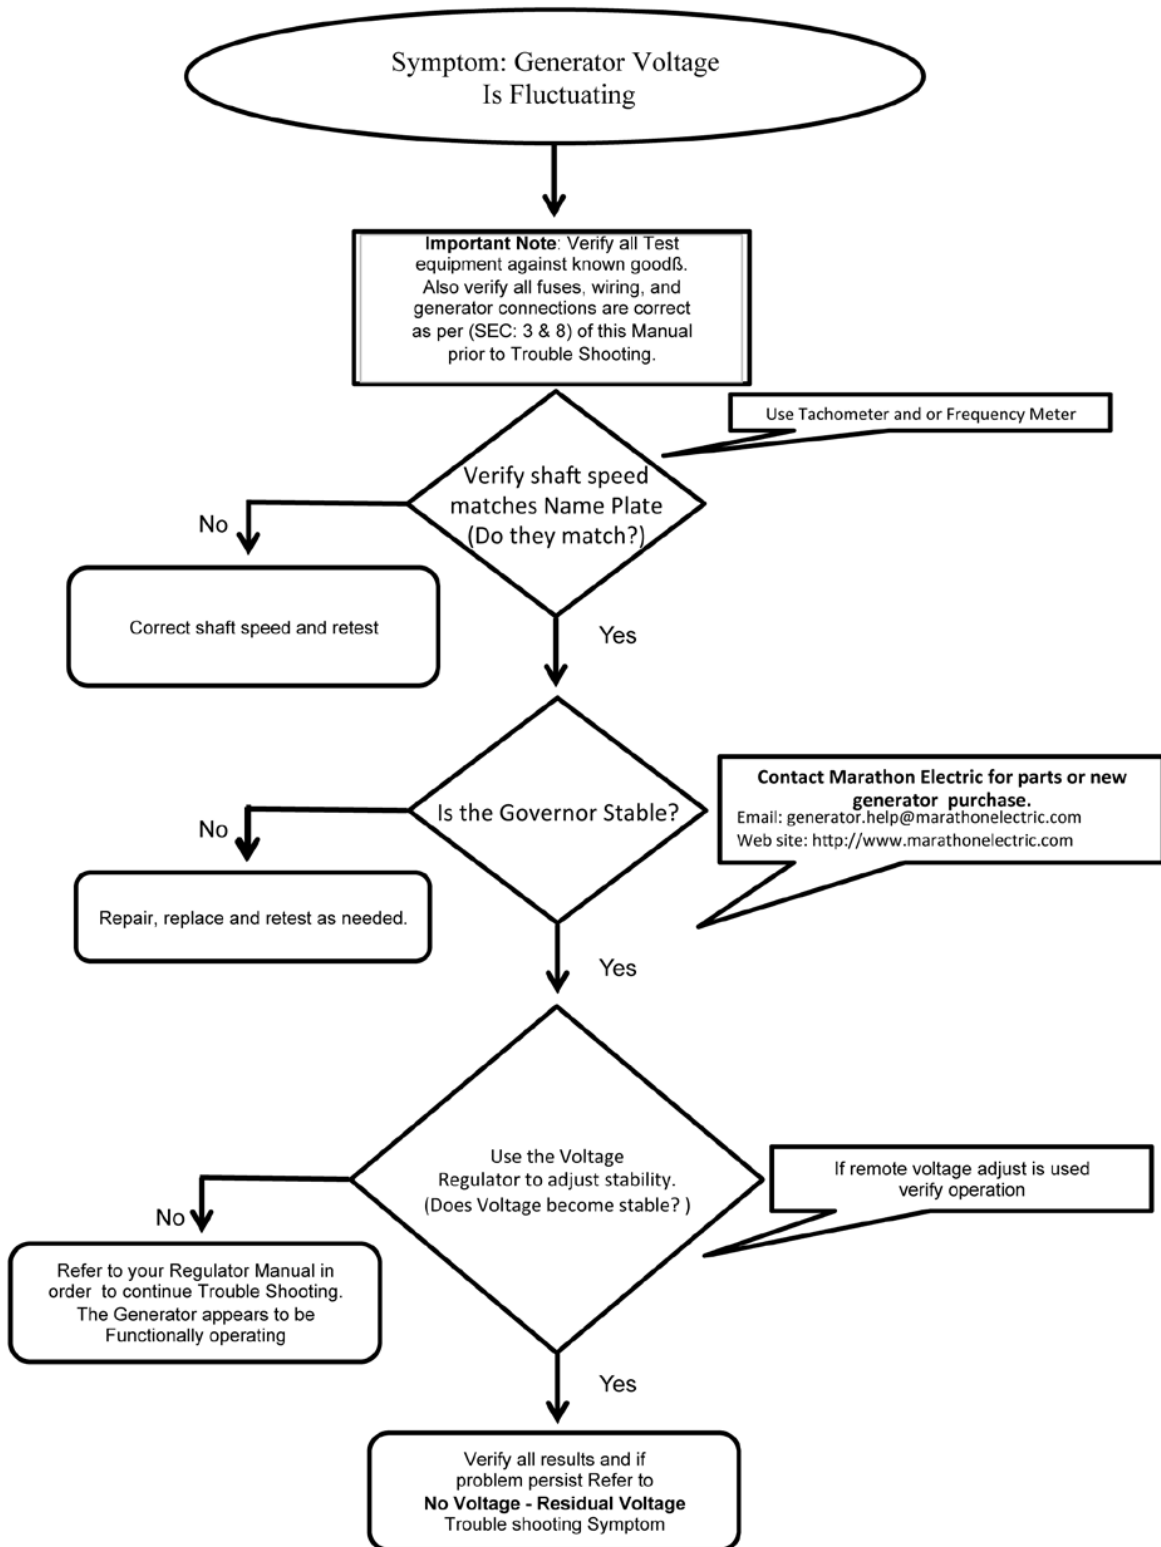 Symptom: Generator Voltage
Is Fluctuating
Important Note: Verify all Test
equipment against known goodß.
Also verify all fuses, wiring, and
generator connections are correct
as per (SEC: 3 & 8) of this Manual
prior to Trouble Shooting.
Use Tachometer and or Frequency Meter
Verify shaft speed
matches Name Plate
(Do they match?)
No
Correct shaft speed and retest
Yes
Is the Governor Stable?
Contact Marathon Electric for parts or new
generator purchase.
Email: generator.help@marathonelectric.com
Web site: http://www.marathonelectric.com
No
Repair, replace and retest as needed.
Yes
Use the Voltage
Regulator to adjust stability.
(Does Voltage become stable? )
If remote voltage adjust is used
verify operation
No
Refer to your Regulator Manual in
order to continue Trouble Shooting.
The Generator appears to be
Functionally operating
Yes
Verify all results and if
problem persist Refer to
No Voltage - Residual Voltage
Trouble shooting Symptom